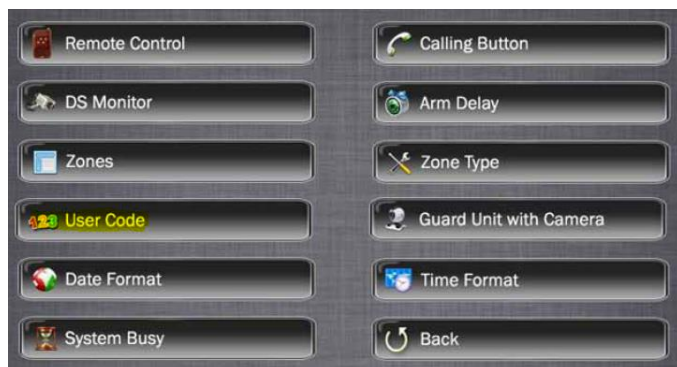 Remote Control
Calling Button
DS Monitor
Arm Delay
Zones
Zone Type
123 User Code
Guard Unit with Camera
Date Format
Time Format
System Busy
Back